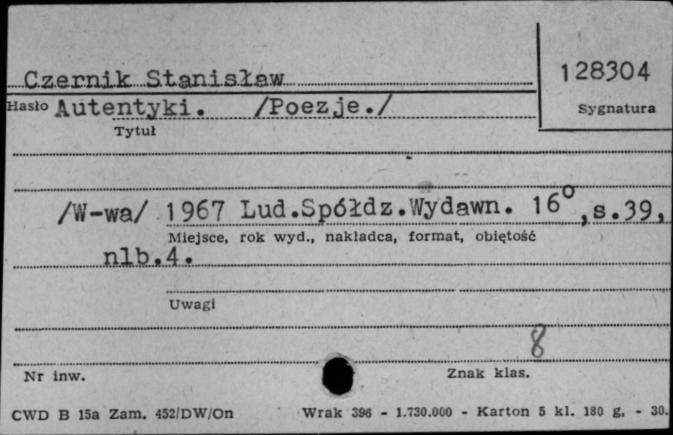 Czernik Stanisław
128304
Hasło Autentyki. /Poezje./
Sygnatura
Tytuł
/W-wa/ 1967 Lud.Spółdz.Wydawn. 16⁰,s.39,
Miejsce, rok wyd., nakładca, format, objętość
nlb.4.
Uwagi
8
Nr inw.
Znak klas.
CWD B 15a Zam. 452/DW/On Wrak 396 - 1.730.000 - Karton 5 kl. 180 g. - 30.